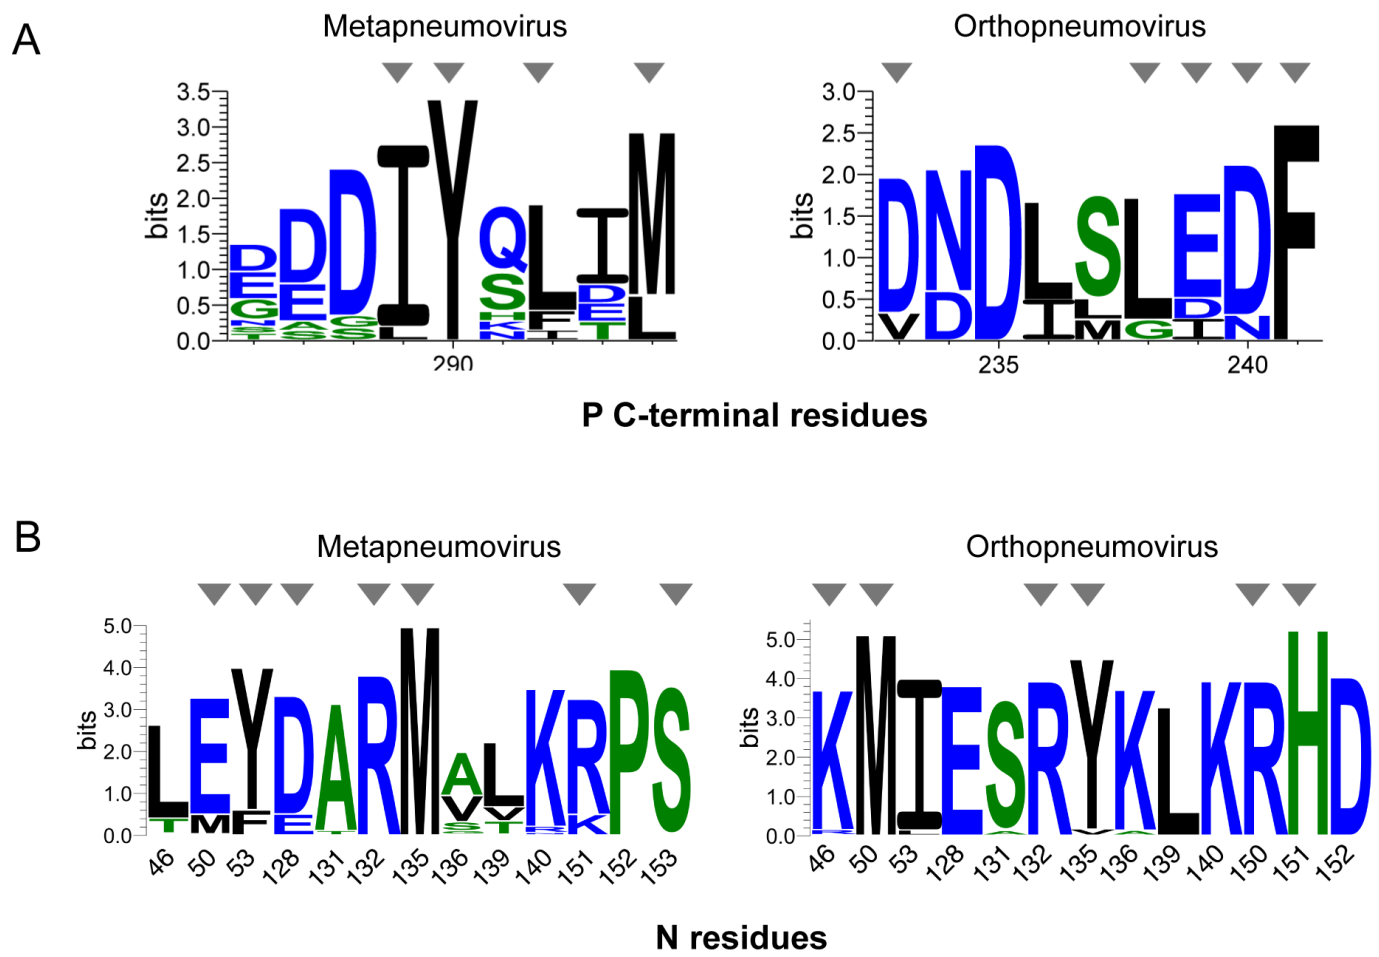 A
Metapneumovirus
Orthopneumovirus
bits
3.5
3.0
2.5
2.0
1.5
1.0
0.5
0.0
D E G N S T
D E A S
D G S
I L
Y
Q S H K N
L F I
I D E T
M L
290
bits
3.0
2.5
2.0
1.5
1.0
0.5
0.0
D V
N D
D
L I
S L M
L G
E D I
D N
F
235 240
P C-terminal residues
B
Metapneumovirus
Orthopneumovirus
bits
5.0
4.0
3.0
2.0
1.0
0.0
L T
E M
Y F
D E
A
R
M
A V S
L V T
K R
R K
P
S
46 50 53 128 131 132 135 136 139 140 151 152 153
bits
5.0
4.0
3.0
2.0
1.0
0.0
K
M
I
E
S
R
Y
K
L
K
R
H
D
46 50 53 128 131 132 135 136 139 140 150 151 152
N residues